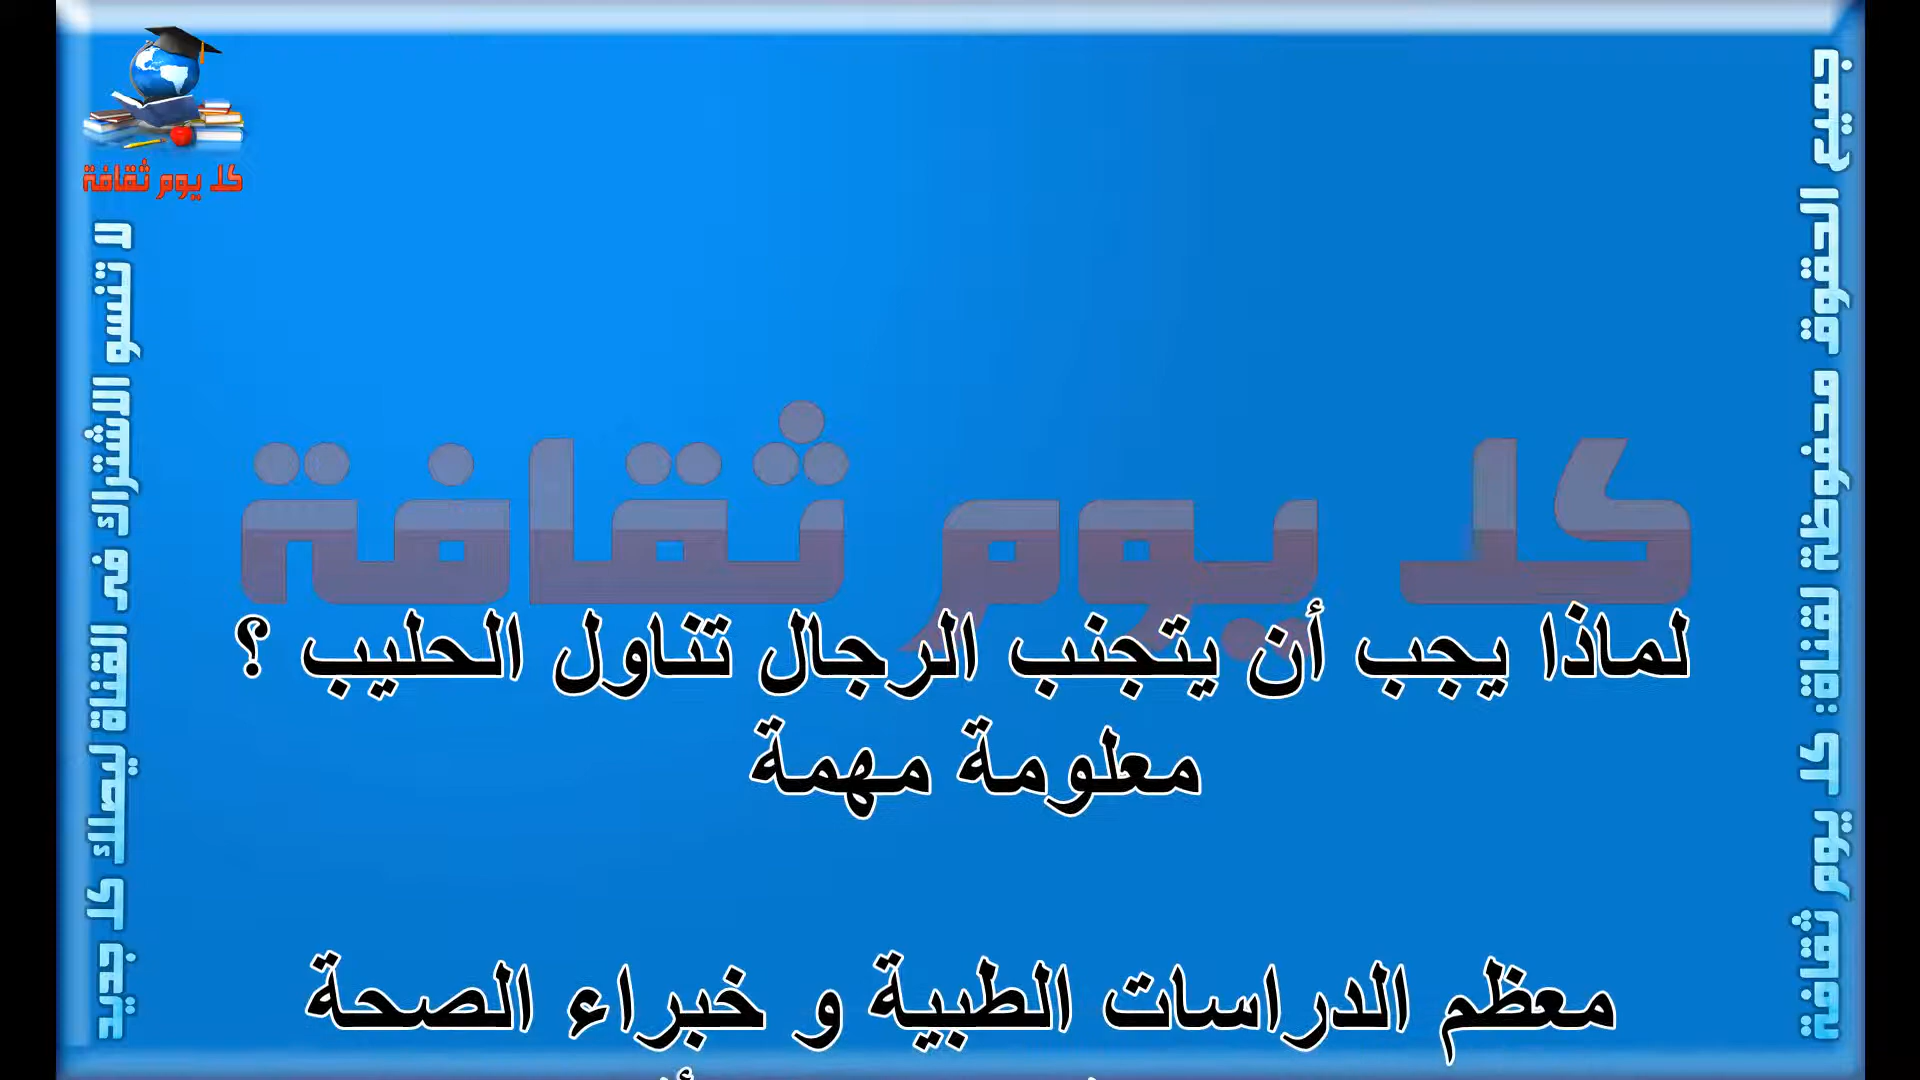 كل يوم ثقافة
لا تنسو الاشتراك فى القناة ليصلك كل جديد
جميع الحقوق محفوظة لقناة: كل يوم ثقافة
كل يوم ثقافة
لماذا يجب أن يتجنب الرجال تناول الحليب ؟
معلومة مهمة
معظم الدراسات الطبية و خبراء الصحة